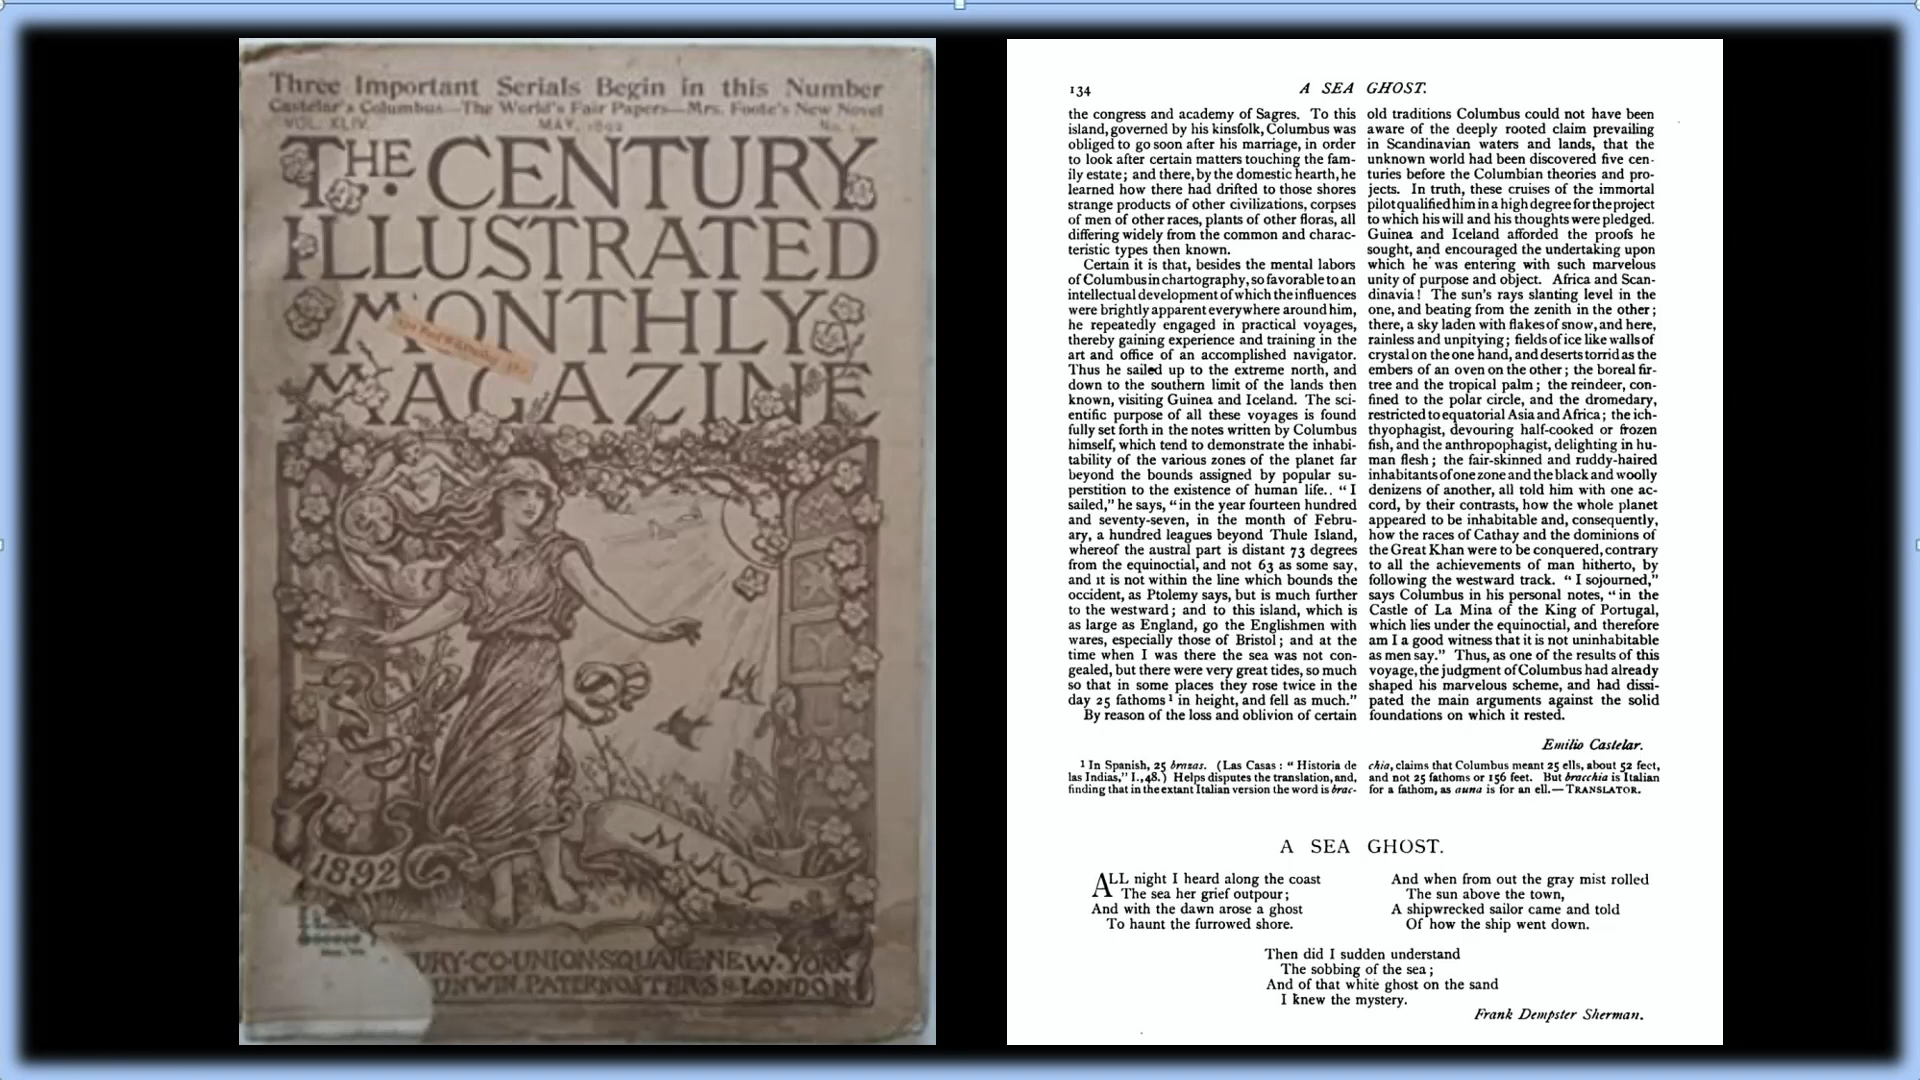 Three Important Serials Begin in this Number
Castelar's Columbus—The World's Fair Papers—Mrs. Foote's New Novel
VOL. XLIV. MAY, 1892 No. 1.
THE CENTURY
ILLUSTRATED
MONTHLY
MAGAZINE
1892
MAY
URY·CO·UNION·SQUARE·NEW·YORK
UNWIN PATERNOSTER S LONDON
134
A SEA GHOST.
the congress and academy of Sagres. To this
island, governed by his kinsfolk, Columbus was
obliged to go soon after his marriage, in order
to look after certain matters touching the fam-
ily estate; and there, by the domestic hearth, he
learned how there had drifted to those shores
strange products of other civilizations, corpses
of men of other races, plants of other floras, all
differing widely from the common and charac-
teristic types then known.
Certain it is that, besides the mental labors
of Columbus in chartography, so favorable to an
intellectual development of which the influences
were brightly apparent everywhere around him,
he repeatedly engaged in practical voyages,
thereby gaining experience and training in the
art and office of an accomplished navigator.
Thus he sailed up to the extreme north, and
down to the southern limit of the lands then
known, visiting Guinea and Iceland. The sci-
entific purpose of all these voyages is found
fully set forth in the notes written by Columbus
himself, which tend to demonstrate the inhabi-
tability of the various zones of the planet far
beyond the bounds assigned by popular su-
perstition to the existence of human life.. "I
sailed," he says, "in the year fourteen hundred
and seventy-seven, in the month of Febru-
ary, a hundred leagues beyond Thule Island,
whereof the austral part is distant 73 degrees
from the equinoctial, and not 63 as some say,
and it is not within the line which bounds the
occident, as Ptolemy says, but is much further
to the westward; and to this island, which is
as large as England, go the Englishmen with
wares, especially those of Bristol; and at the
time when I was there the sea was not con-
gealed, but there were very great tides, so much
so that in some places they rose twice in the
day 25 fathoms¹ in height, and fell as much."
By reason of the loss and oblivion of certain
old traditions Columbus could not have been
aware of the deeply rooted claim prevailing
in Scandinavian waters and lands, that the
unknown world had been discovered five cen-
turies before the Columbian theories and pro-
jects. In truth, these cruises of the immortal
pilot qualified him in a high degree for the project
to which his will and his thoughts were pledged.
Guinea and Iceland afforded the proofs he
sought, and encouraged the undertaking upon
which he was entering with such marvelous
unity of purpose and object. Africa and Scan-
dinavia! The sun's rays slanting level in the
one, and beating from the zenith in the other;
there, a sky laden with flakes of snow, and here,
rainless and unpitying; fields of ice like walls of
crystal on the one hand, and deserts torrid as the
embers of an oven on the other; the boreal fir-
tree and the tropical palm; the reindeer, con-
fined to the polar circle, and the dromedary,
restricted to equatorial Asia and Africa; the ich-
thyophagist, devouring half-cooked or frozen
fish, and the anthropophagist, delighting in hu-
man flesh; the fair-skinned and ruddy-haired
inhabitants of one zone and the black and woolly
denizens of another, all told him with one ac-
cord, by their contrasts, how the whole planet
appeared to be inhabitable and, consequently,
how the races of Cathay and the dominions of
the Great Khan were to be conquered, contrary
to all the achievements of man hitherto, by
following the westward track. "I sojourned,"
says Columbus in his personal notes, "in the
Castle of La Mina of the King of Portugal,
which lies under the equinoctial, and therefore
am I a good witness that it is not uninhabitable
as men say." Thus, as one of the results of this
voyage, the judgment of Columbus had already
shaped his marvelous scheme, and had dissi-
pated the main arguments against the solid
foundations on which it rested.
Emilio Castelar.
¹ In Spanish, 25 brazas. (Las Casas: "Historia de
las Indias," I., 48.) Helps disputes the translation, and,
finding that in the extant Italian version the word is brac-
chia, claims that Columbus meant 25 ells, about 52 feet,
and not 25 fathoms or 156 feet. But bracchia is Italian
for a fathom, as auna is for an ell.—TRANSLATOR.
A SEA GHOST.
ALL night I heard along the coast
The sea her grief outpour;
And with the dawn arose a ghost
To haunt the furrowed shore.
And when from out the gray mist rolled
The sun above the town,
A shipwrecked sailor came and told
Of how the ship went down.
Then did I sudden understand
The sobbing of the sea;
And of that white ghost on the sand
I knew the mystery.
Frank Dempster Sherman.